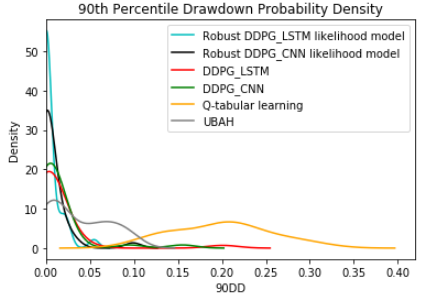 90th Percentile Drawdown Probability Density
Robust DDPG_LSTM likelihood model
Robust DDPG_CNN likelihood model
DDPG_LSTM
DDPG_CNN
Q-tabular learning
UBAH
Density
50
40
30
20
10
0
0.00 0.05 0.10 0.15 0.20 0.25 0.30 0.40
90DD